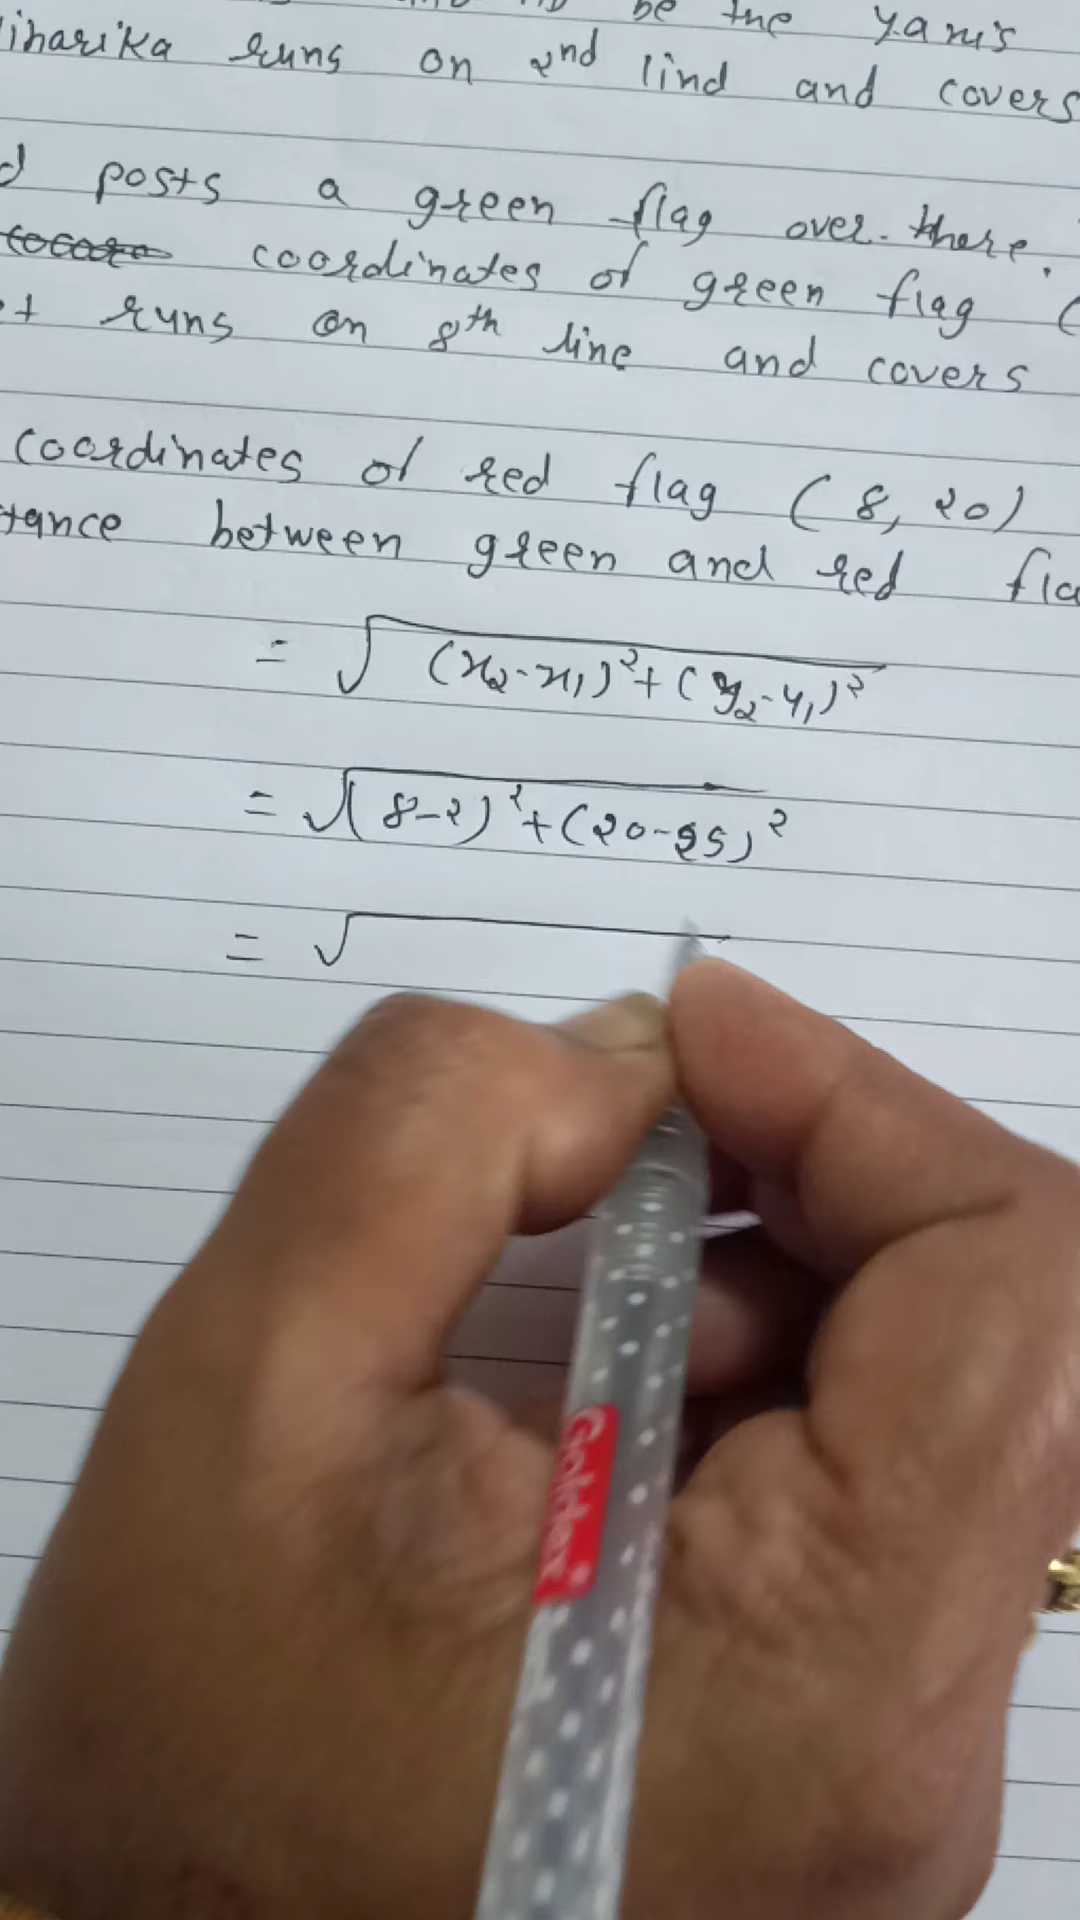 be the yarns
iharika runs on 2nd lind and covers
d posts a green flag over there.
coordinates of green flag (
et runs on 8th line and covers
coordinates of red flag (8, 20)
tance between green and red fla
= √(x₂-x₁)²+(y₂-y₁)²
= √(8-2)²+(20-25)²
= √
Goldex